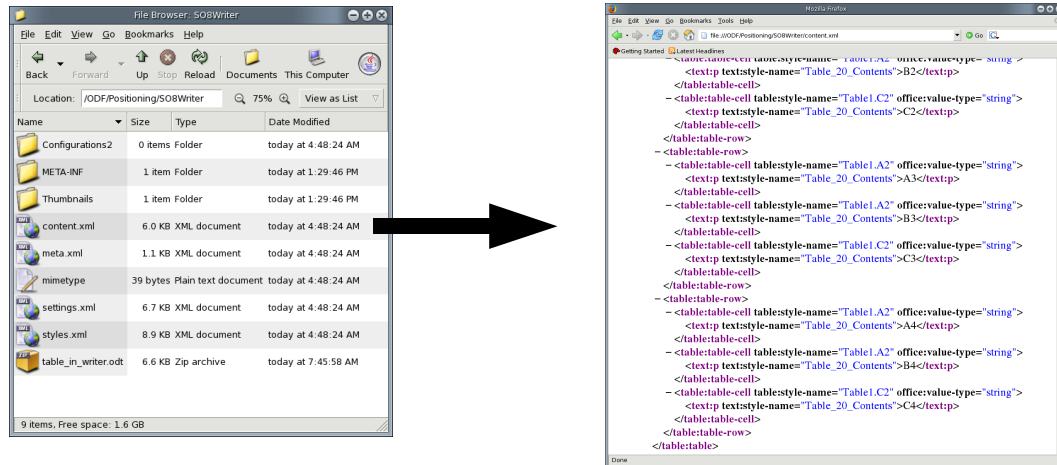 File Browser: SO8Writer
File Edit View Go Bookmarks Help
Back Forward Up Stop Reload Documents This Computer
Location: /ODF/Positioning/SO8Writer 75% View as List
Name Size Type Date Modified
Configurations2 0 items Folder today at 4:48:24 AM
META-INF 1 item Folder today at 1:29:46 PM
Thumbnails 1 item Folder today at 1:29:46 PM
content.xml 6.0 KB XML document today at 4:48:24 AM
meta.xml 1.1 KB XML document today at 4:48:24 AM
mimetype 39 bytes Plain text document today at 4:48:24 AM
settings.xml 6.7 KB XML document today at 4:48:24 AM
styles.xml 8.9 KB XML document today at 4:48:24 AM
table_in_writer.odt 6.6 KB Zip archive today at 7:45:58 AM
9 items, Free space: 1.6 GB
Mozilla Firefox
File Edit View Go Bookmarks Tools Help
file:///ODF/Positioning/SO8Writer/content.xml Go
Getting Started Latest Headlines
– <table:table-cell table:style-name="Table1.A2" office:value-type="string">
<text:p text:style-name="Table_20_Contents">B2</text:p>
</table:table-cell>
– <table:table-cell table:style-name="Table1.C2" office:value-type="string">
<text:p text:style-name="Table_20_Contents">C2</text:p>
</table:table-cell>
</table:table-row>
– <table:table-row>
– <table:table-cell table:style-name="Table1.A2" office:value-type="string">
<text:p text:style-name="Table_20_Contents">A3</text:p>
</table:table-cell>
– <table:table-cell table:style-name="Table1.A2" office:value-type="string">
<text:p text:style-name="Table_20_Contents">B3</text:p>
</table:table-cell>
– <table:table-cell table:style-name="Table1.C2" office:value-type="string">
<text:p text:style-name="Table_20_Contents">C3</text:p>
</table:table-cell>
</table:table-row>
– <table:table-row>
– <table:table-cell table:style-name="Table1.A2" office:value-type="string">
<text:p text:style-name="Table_20_Contents">A4</text:p>
</table:table-cell>
– <table:table-cell table:style-name="Table1.A2" office:value-type="string">
<text:p text:style-name="Table_20_Contents">B4</text:p>
</table:table-cell>
– <table:table-cell table:style-name="Table1.C2" office:value-type="string">
<text:p text:style-name="Table_20_Contents">C4</text:p>
</table:table-cell>
</table:table-row>
</table:table>
Done